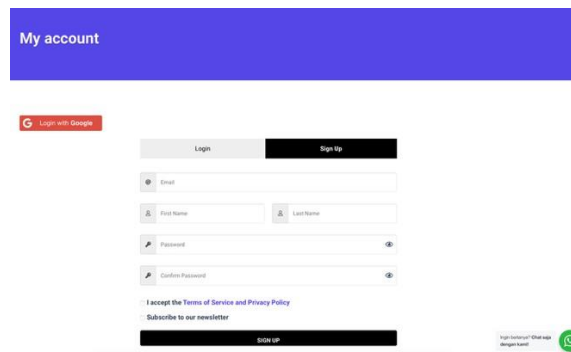 My account
Login with Google
Login
Sign Up
Email
First Name
Last Name
Password
Confirm Password
I accept the Terms of Service and Privacy Policy
Subscribe to our newsletter
SIGN UP
Ingin bertanya? Chat saja
dengan kami!